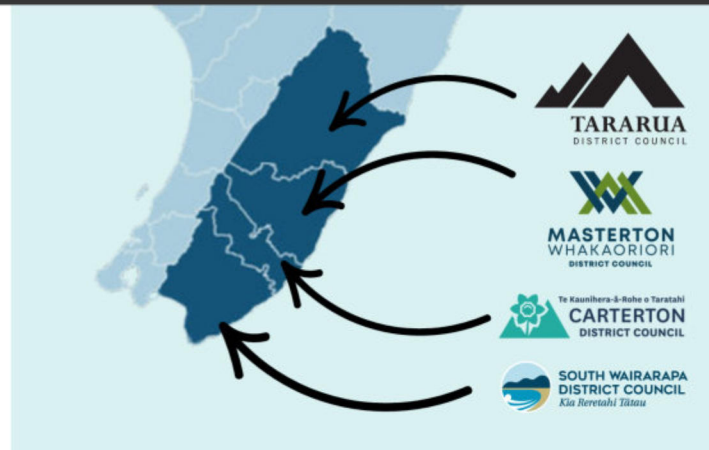 TARARUA
DISTRICT COUNCIL
MASTERTON
WHAKAORIORI
DISTRICT COUNCIL
Te Kaunihera-ā-Rohe o Taratahi
CARTERTON
DISTRICT COUNCIL
SOUTH WAIRARAPA
DISTRICT COUNCIL
Kia Reretahi Tātau